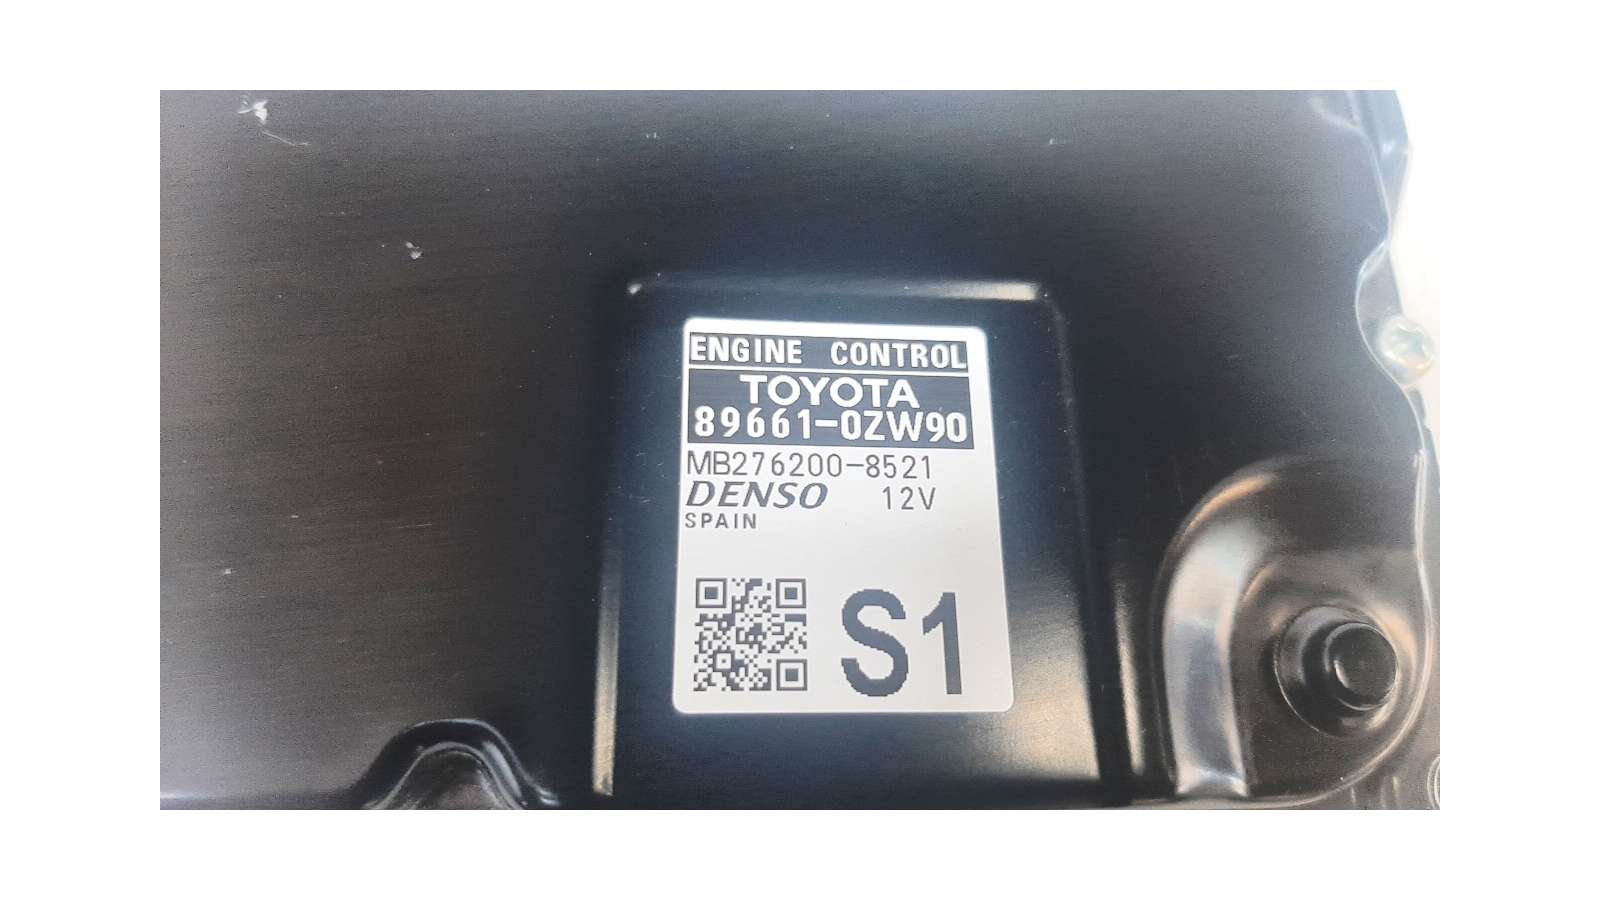 ENGINE CONTROL
TOYOTA
89661-0ZW90
MB276200-8521
DENSO 12V
SPAIN
S1